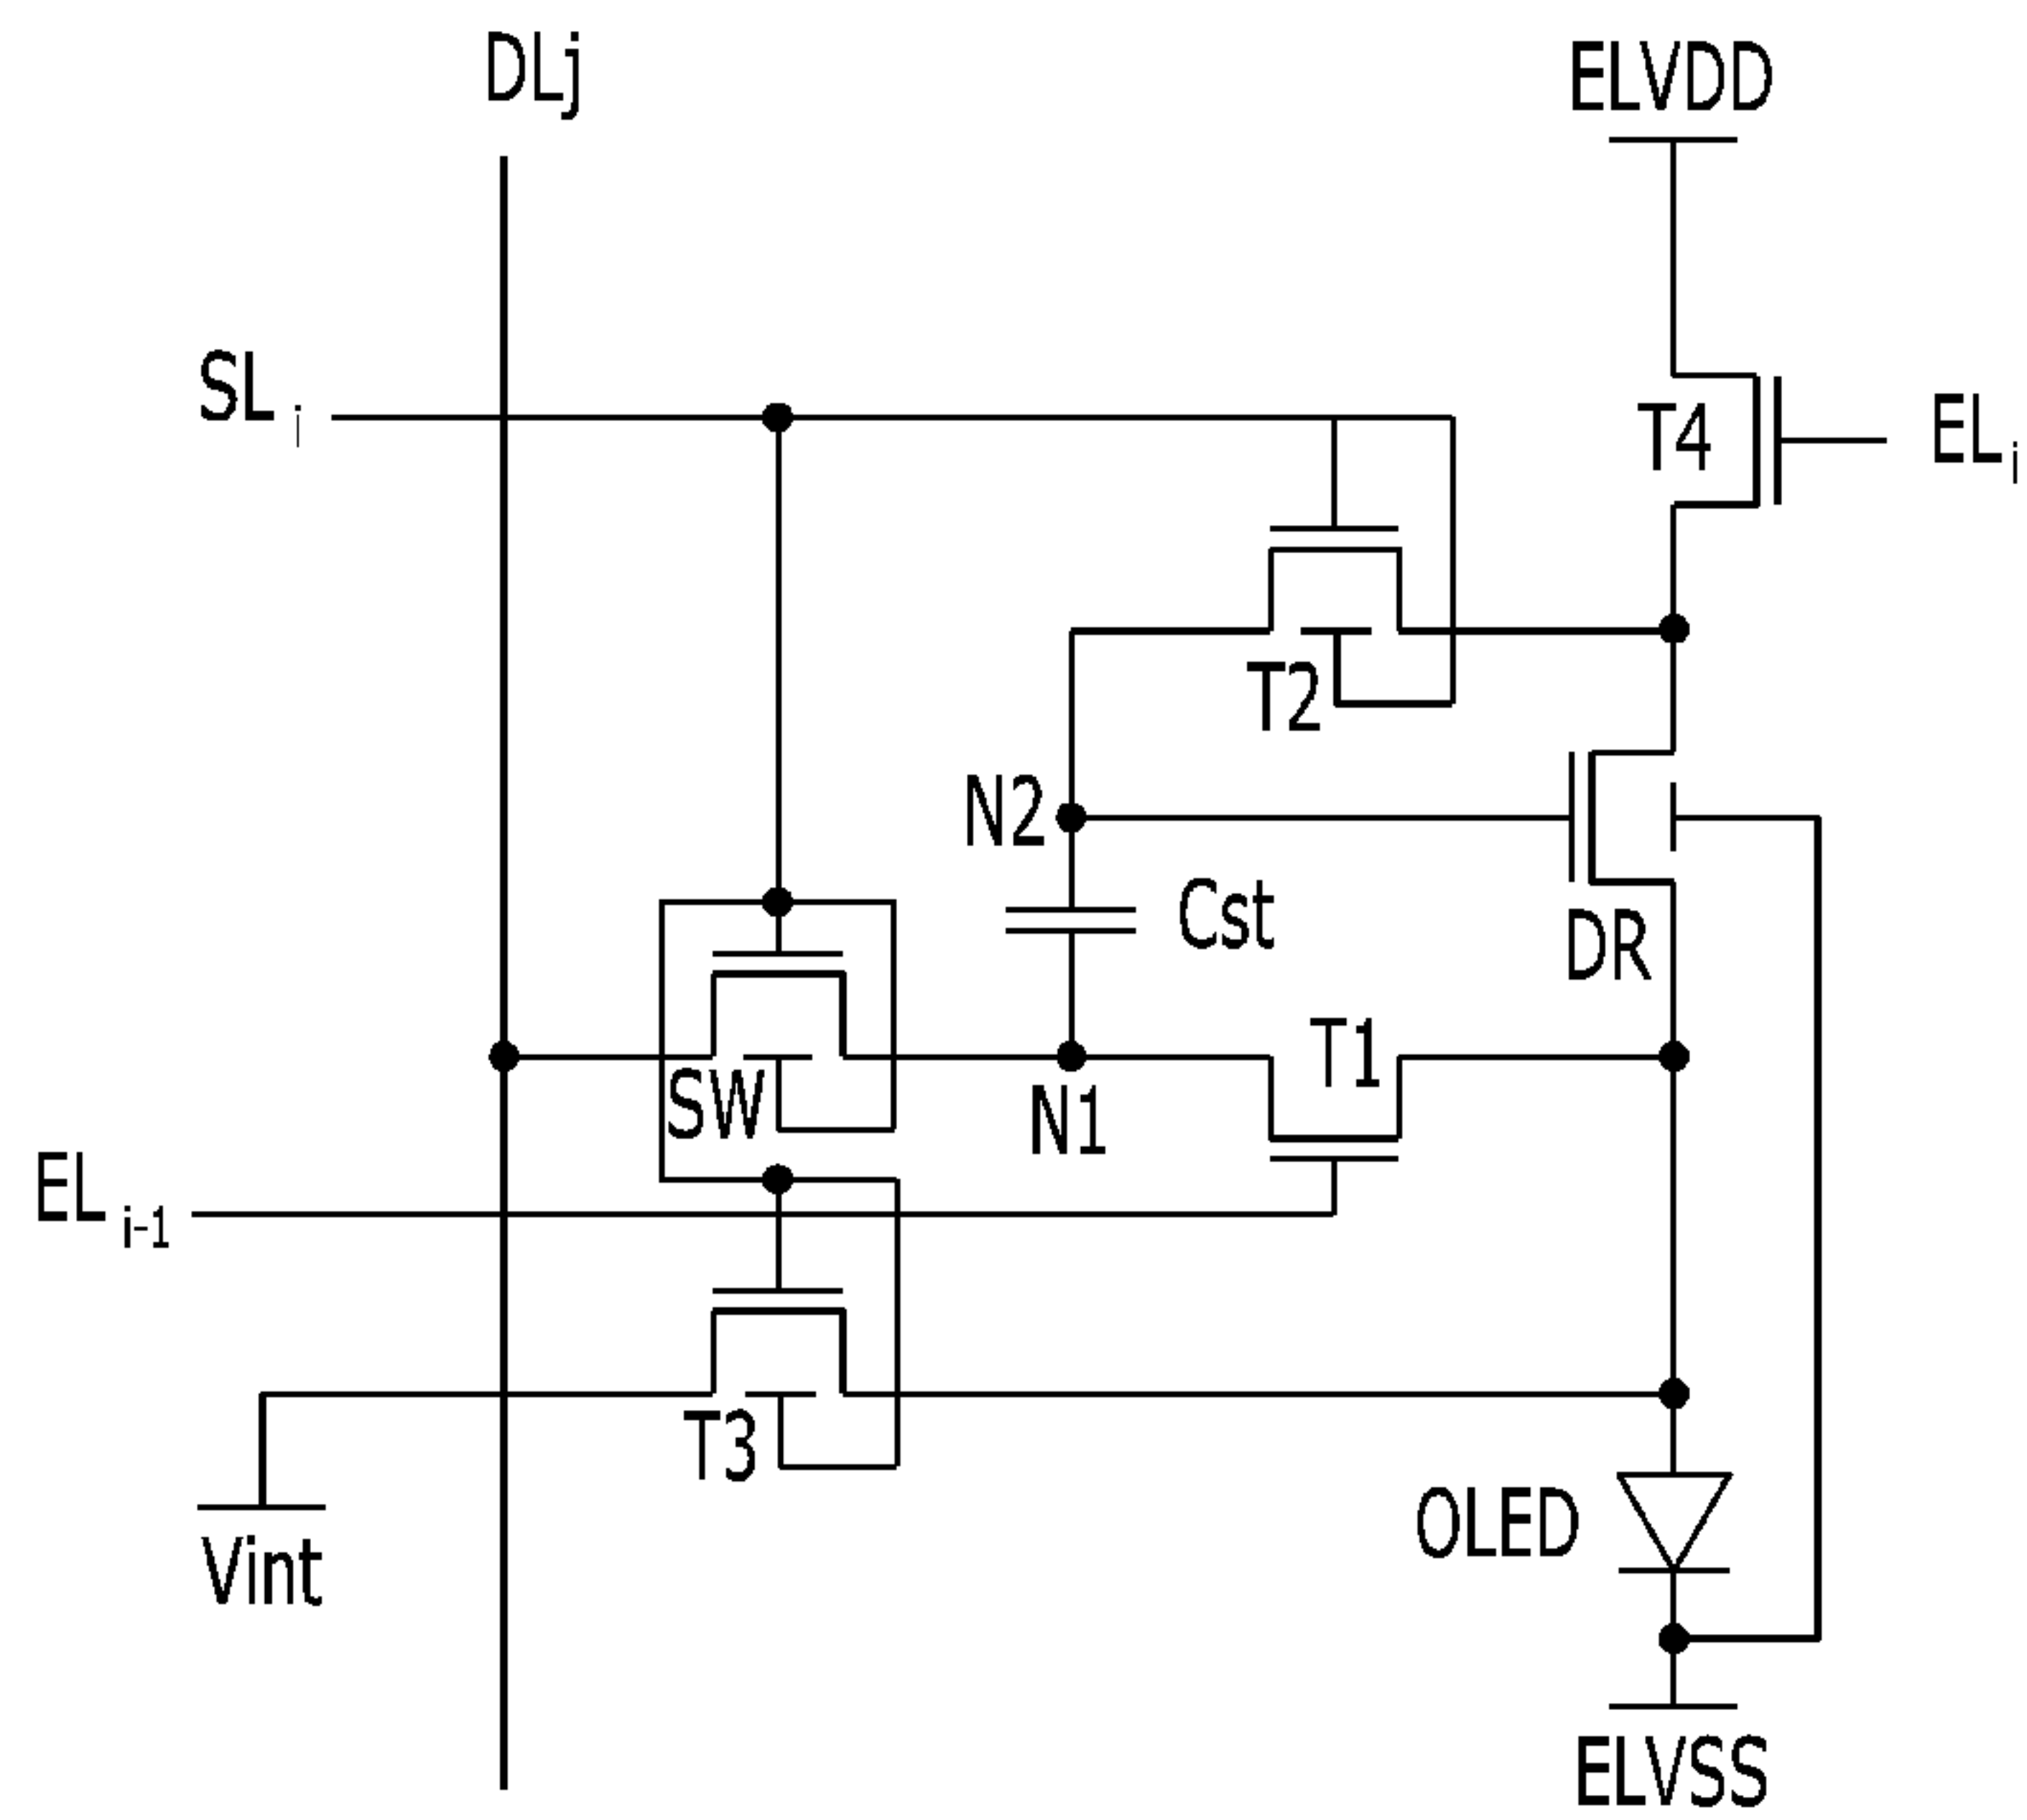 DLj
ELVDD
SL i
T4
EL i
T2
N2
Cst
DR
T1
SW
N1
EL i-1
T3
OLED
Vint
ELVSS